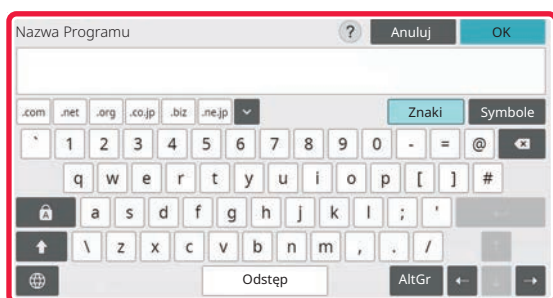 Nazwa Programu ? Anuluj OK
.com .net .org .co.jp .biz .ne.jp Znaki Symbole
` 1 2 3 4 5 6 7 8 9 0 - = @
q w e r t y u i o p [ ] #
A a s d f g h j k l ; '
\ z x c v b n m , . /
Odstęp AltGr